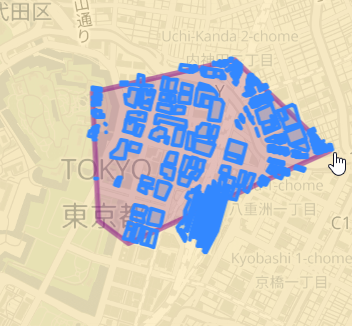 代田区
山通り
Uchi-Kanda 2-chome
内神田二丁目
TOKYO
東京都
-chome
八重洲一丁目
C1
Kyobashi 1-chome
京橋一丁目